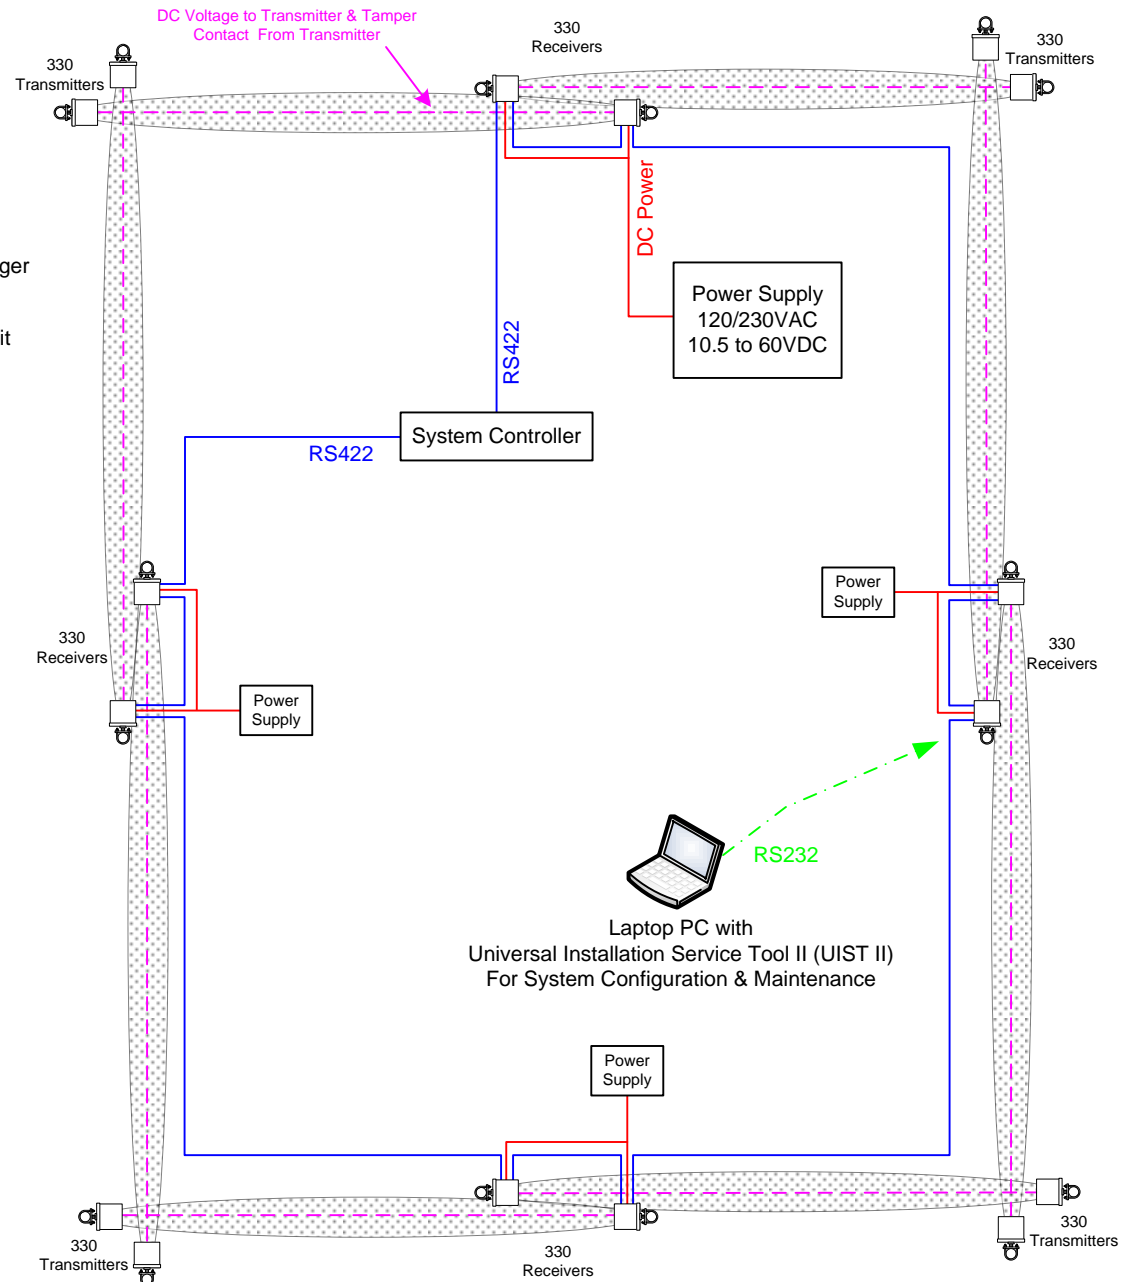 DC Voltage to Transmitter & Tamper
Contact From Transmitter
330
Receivers
330
Transmitters
330
Transmitters
DC Power
ger
it
Power Supply
120/230VAC
10.5 to 60VDC
RS422
System Controller
RS422
Power
Supply
330
Receivers
330
Receivers
Power
Supply
RS232
Laptop PC with
Universal Installation Service Tool II (UIST II)
For System Configuration & Maintenance
Power
Supply
330
Transmitters
330
Transmitters
330
Receivers